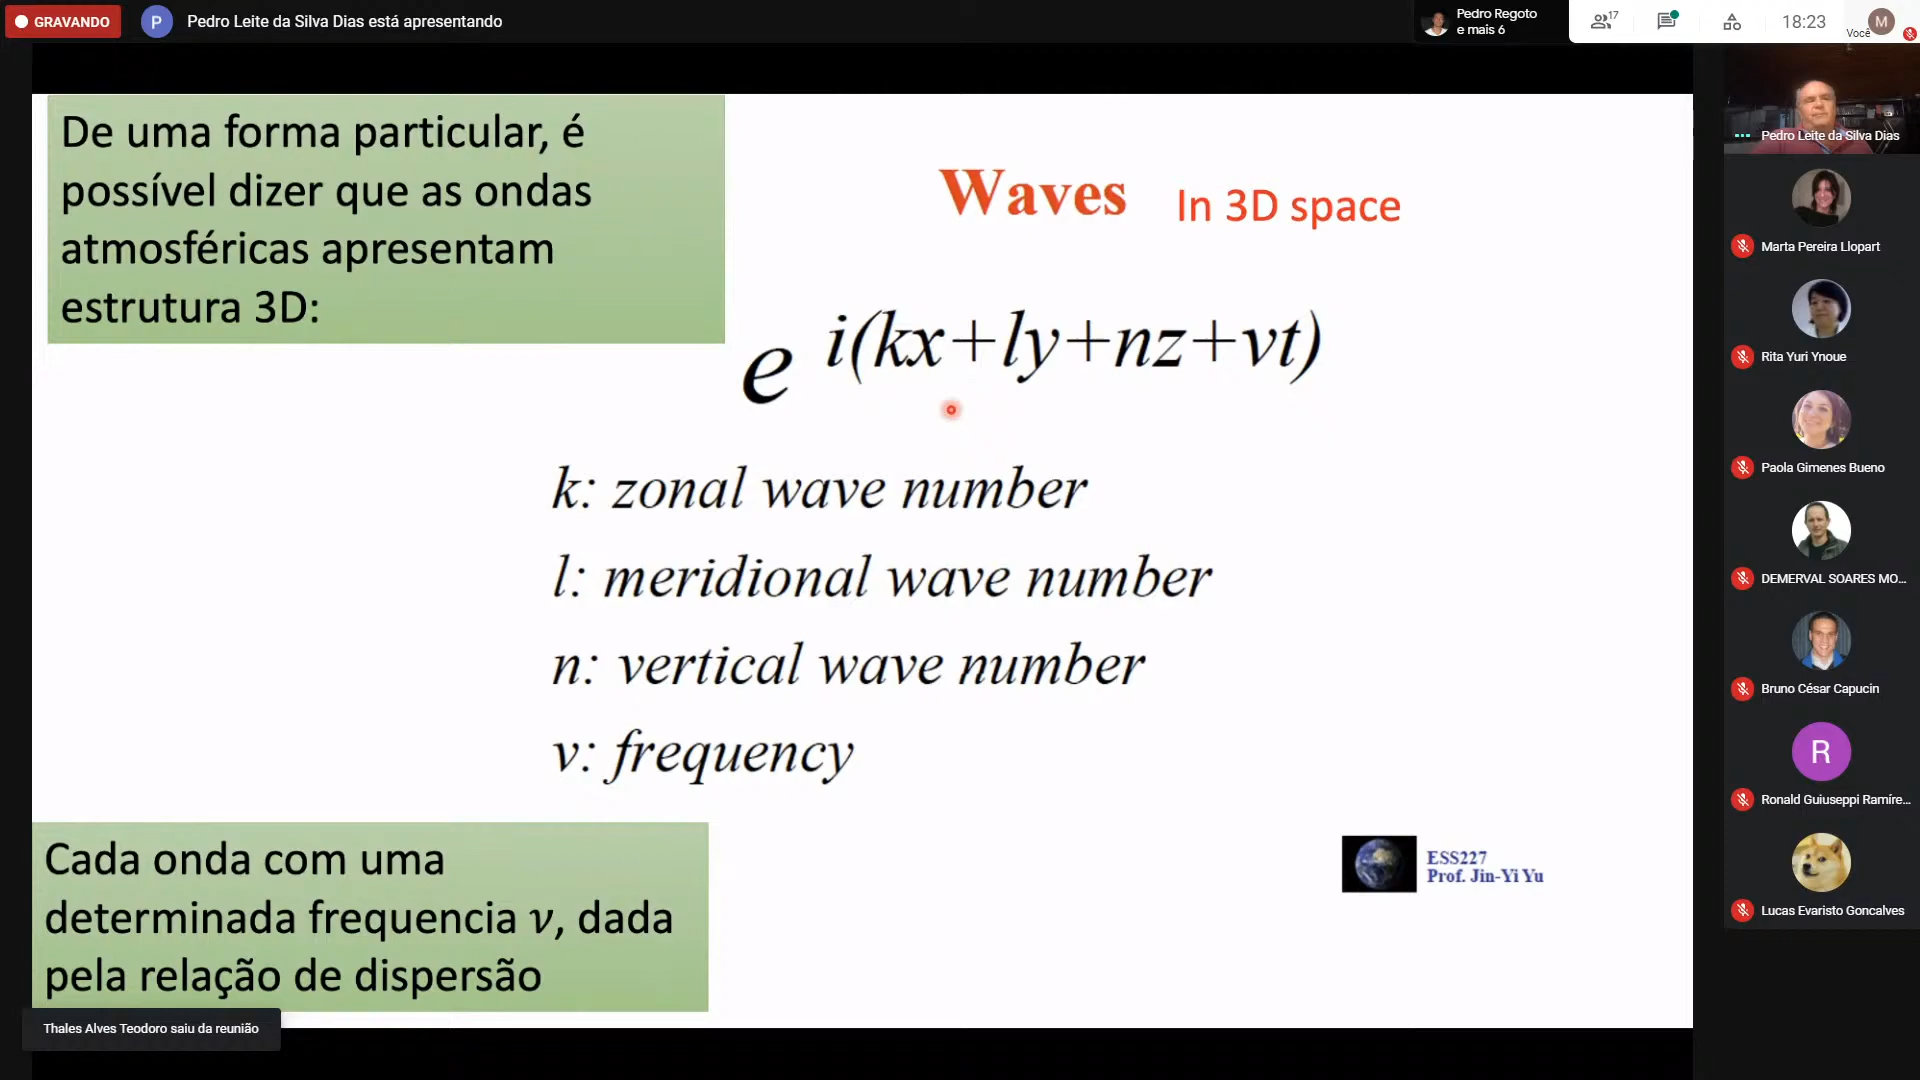 GRAVANDO
P
Pedro Leite da Silva Dias está apresentando
Pedro Regoto
e mais 6
17
18:23
Você
M
De uma forma particular, é
possível dizer que as ondas
atmosféricas apresentam
estrutura 3D:
Waves In 3D space
e i(kx+ly+nz+νt)
k: zonal wave number
l: meridional wave number
n: vertical wave number
ν: frequency
Cada onda com uma
determinada frequencia ν, dada
pela relação de dispersão
ESS227
Prof. Jin-Yi Yu
Thales Alves Teodoro saiu da reunião
Pedro Leite da Silva Dias
Marta Pereira Llopart
Rita Yuri Ynoue
Paola Gimenes Bueno
DEMERVAL SOARES MO...
Bruno César Capucin
R
Ronald Guiuseppi Ramíre...
Lucas Evaristo Goncalves